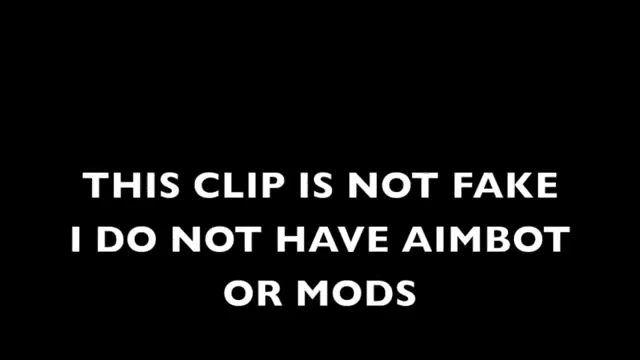 THIS CLIP IS NOT FAKE
I DO NOT HAVE AIMBOT
OR MODS